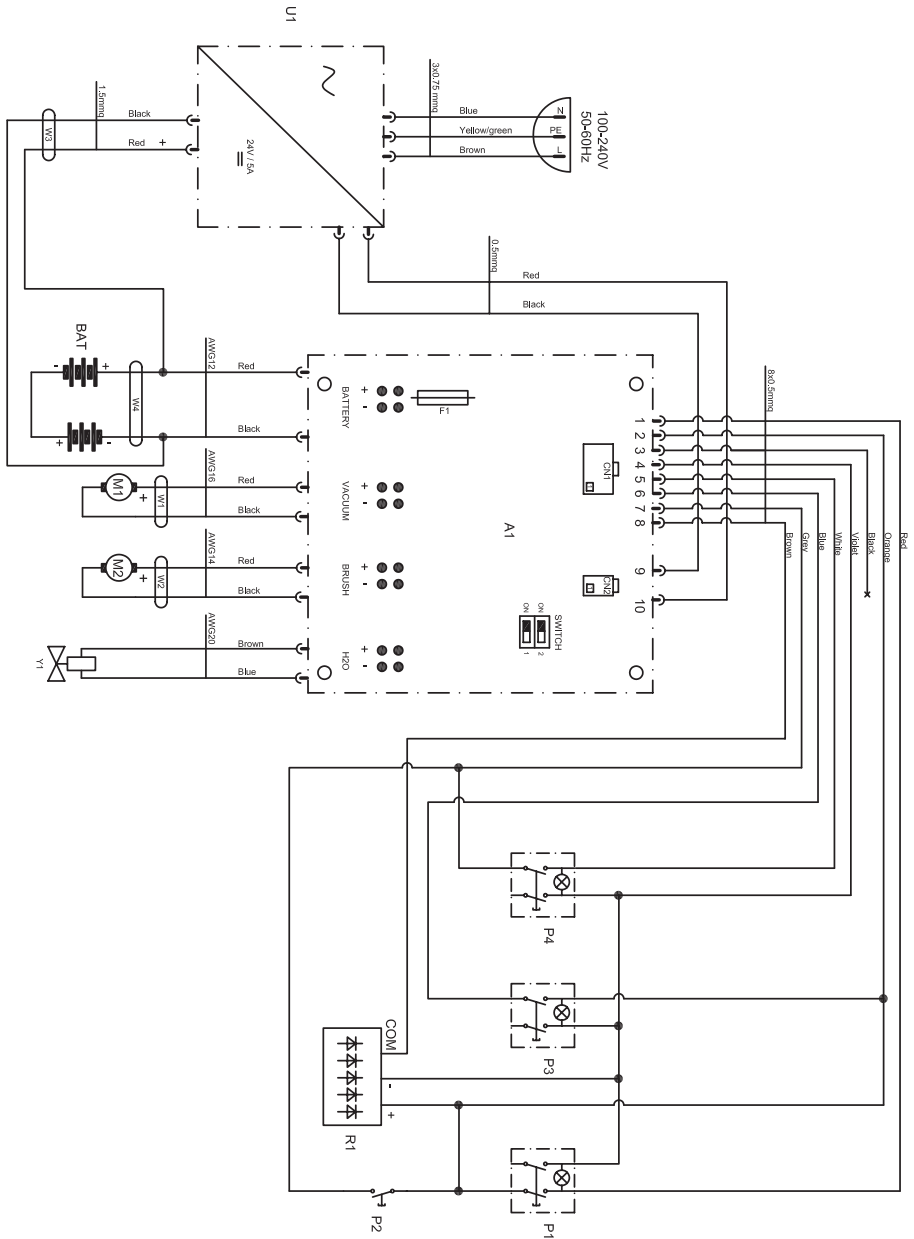 U1
100-240V
50-60Hz
N
PE
L
Blue
Yellow/green
Brown
3x0.75 mmq
24V / 5A
1.5mmq
W3
Black
Red +
0.5mmq
Red
Black
BAT
- +
+ -
W4
AWG12
Red
Black
AWG16
M1
+
W1
Red
Black
AWG14
M2
+
W2
Red
Black
AWG20
Y1
Brown
Blue
BATTERY
+
-
F1
VACUUM
+
-
BRUSH
+
-
H2O
+
-
A1
CN1
CN2
SWITCH
ON ON
1 2
1
2
3
4
5
6
7
8
9
10
8x0.5mmq
Brown
Grey
Blue
White
Violet
Black
Orange
Red
P4
P3
COM
-
+
R1
P2
P1